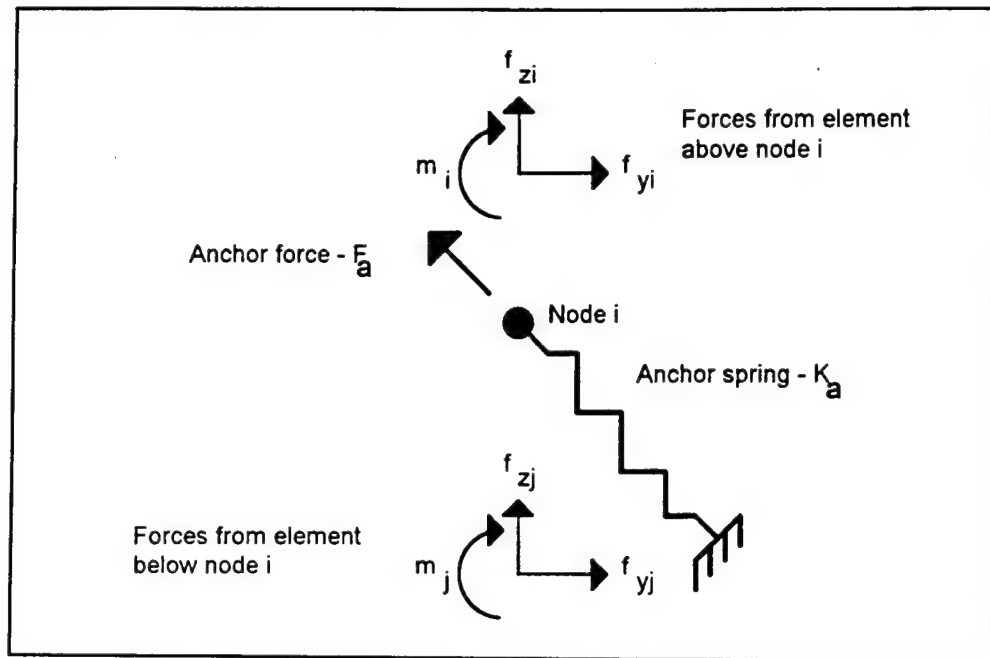 f zi
Forces from element
above node i
m i
f yi
Anchor force - Fa
Node i
Anchor spring - Ka
f zj
Forces from element
below node i
m j
f yj